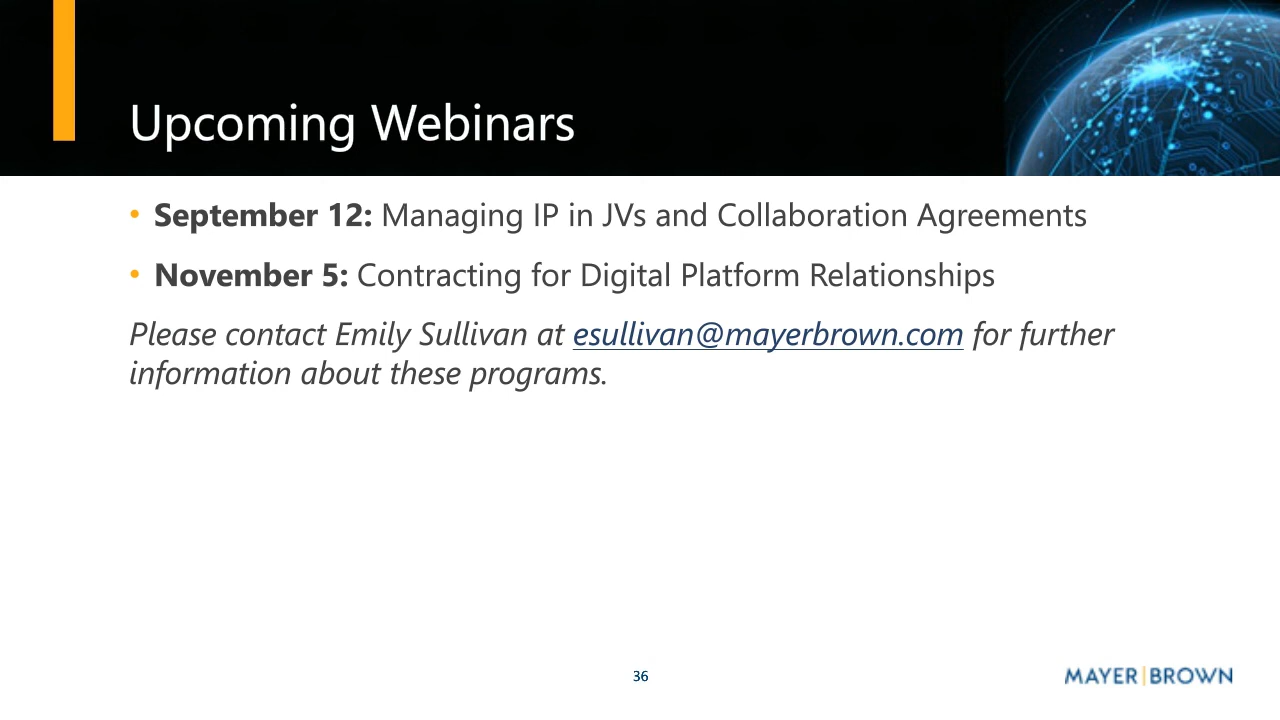 Upcoming Webinars
• September 12: Managing IP in JVs and Collaboration Agreements
• November 5: Contracting for Digital Platform Relationships
Please contact Emily Sullivan at esullivan@mayerbrown.com for further
information about these programs.
36
MAYER|BROWN